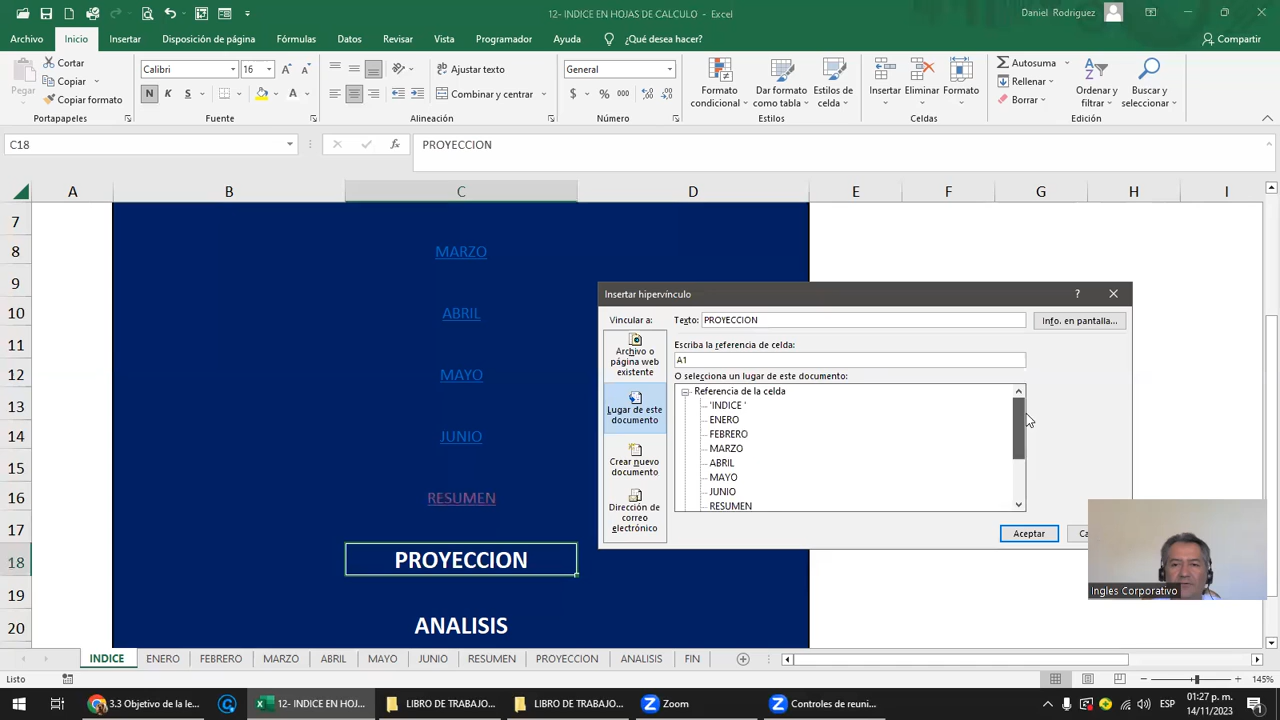 12- INDICE EN HOJAS DE CALCULO - Excel
Daniel Rodriguez
Archivo Inicio Insertar Disposición de página Fórmulas Datos Revisar Vista Programador Ayuda ¿Qué desea hacer? Compartir
Pegar
Cortar
Copiar
Copiar formato
Portapapeles
Calibri 16
N K S
Fuente
Ajustar texto
Combinar y centrar
Alineación
General
$ % 000
Número
Formato condicional
Dar formato como tabla
Estilos de celda
Estilos
Insertar Eliminar Formato
Celdas
Autosuma
Rellenar
Borrar
Ordenar y filtrar
Buscar y seleccionar
Edición
C18 fx PROYECCION
A B C D E F G H I
7
8 MARZO
9
10 ABRIL
11
12 MAYO
13
14 JUNIO
15
16 RESUMEN
17
18 PROYECCION
19
20 ANALISIS
Insertar hipervínculo ?
Vincular a:
Texto: PROYECCION
Info. en pantalla...
Archivo o página web existente
Lugar de este documento
Crear nuevo documento
Dirección de correo electrónico
Escriba la referencia de celda:
A1
O selecciona un lugar de este documento:
Referencia de la celda
'INDICE '
ENERO
FEBRERO
MARZO
ABRIL
MAYO
JUNIO
RESUMEN
Aceptar Ca
Ingles Corporativo
INDICE ENERO FEBRERO MARZO ABRIL MAYO JUNIO RESUMEN PROYECCION ANALISIS FIN
Listo
145%
3.3 Objetivo de la le...
12- INDICE EN HOJ...
LIBRO DE TRABAJO...
LIBRO DE TRABAJO...
Zoom
Controles de reuni...
ESP
01:27 p. m.
14/11/2023